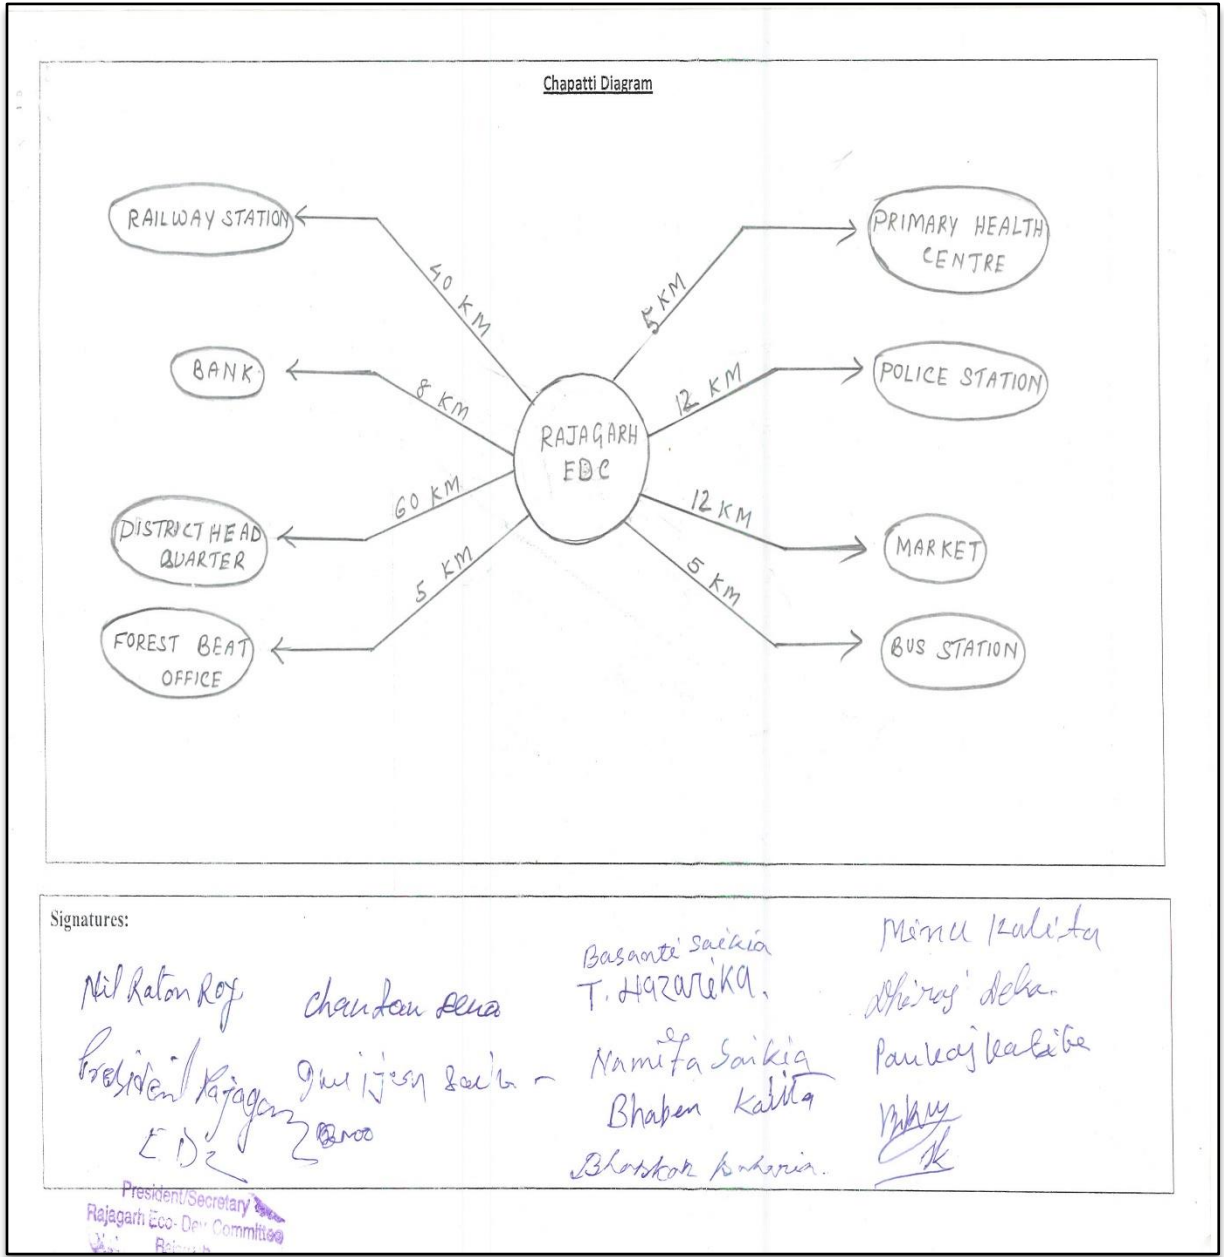 Chapatti Diagram
RAILWAY STATION
40 KM
5 KM
PRIMARY HEALTH
CENTRE
BANK
8 KM
12 KM
POLICE STATION
RAJAGARH
EDC
DISTRICT HEAD
QUARTER
60 KM
12 KM
MARKET
FOREST BEAT
OFFICE
5 KM
5 KM
BUS STATION
Signatures:
Nil Raton Roy
President Rajagarh
E.D.C
Chandan
Basanti Saikia
T. Hazarika.
Namita Saikia
Bhaben Kalita
Bhaskar
Minu Kalita
Dhiraj Deka.
Pankaj Kalita
President/Secretary
Rajagarh Eco- Dev. Committee